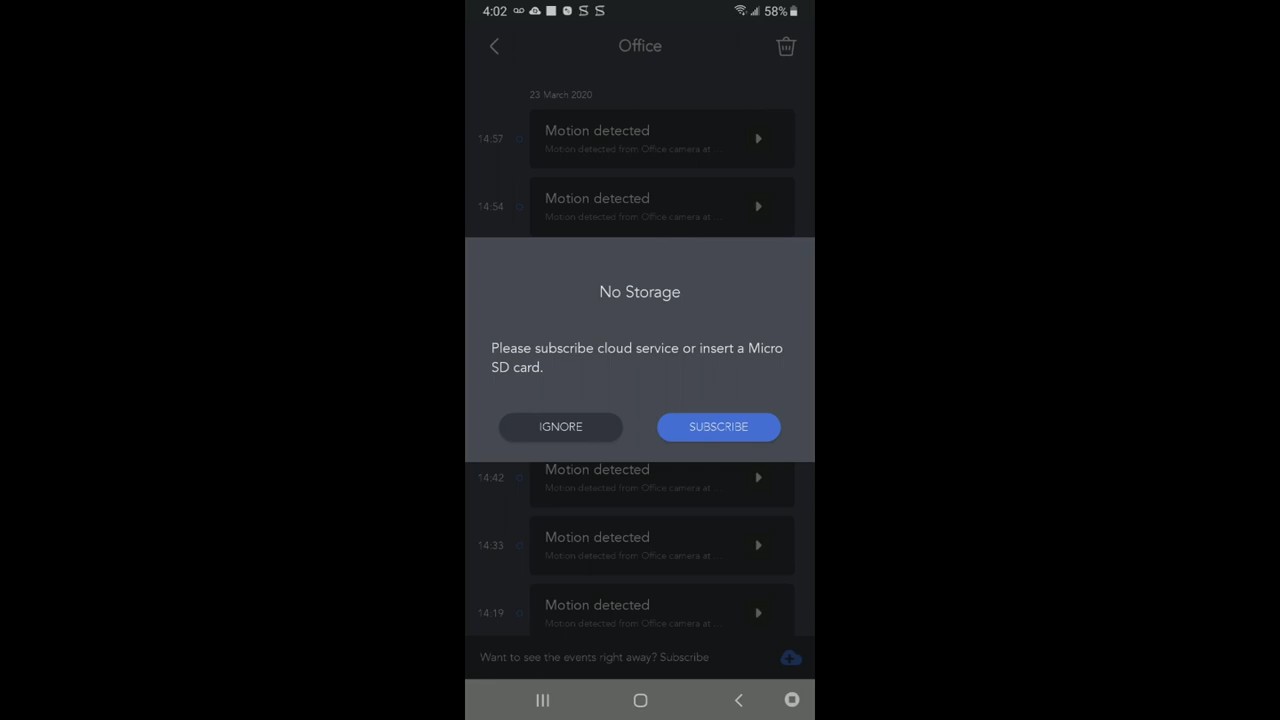 4:02
58%
Office
23 March 2020
14:57
Motion detected
Motion detected from Office camera at ...
14:54
Motion detected
Motion detected from Office camera at ...
No Storage
Please subscribe cloud service or insert a Micro
SD card.
IGNORE
SUBSCRIBE
14:42
Motion detected
Motion detected from Office camera at ...
14:33
Motion detected
Motion detected from Office camera at ...
14:19
Motion detected
Motion detected from Office camera at ...
Want to see the events right away? Subscribe